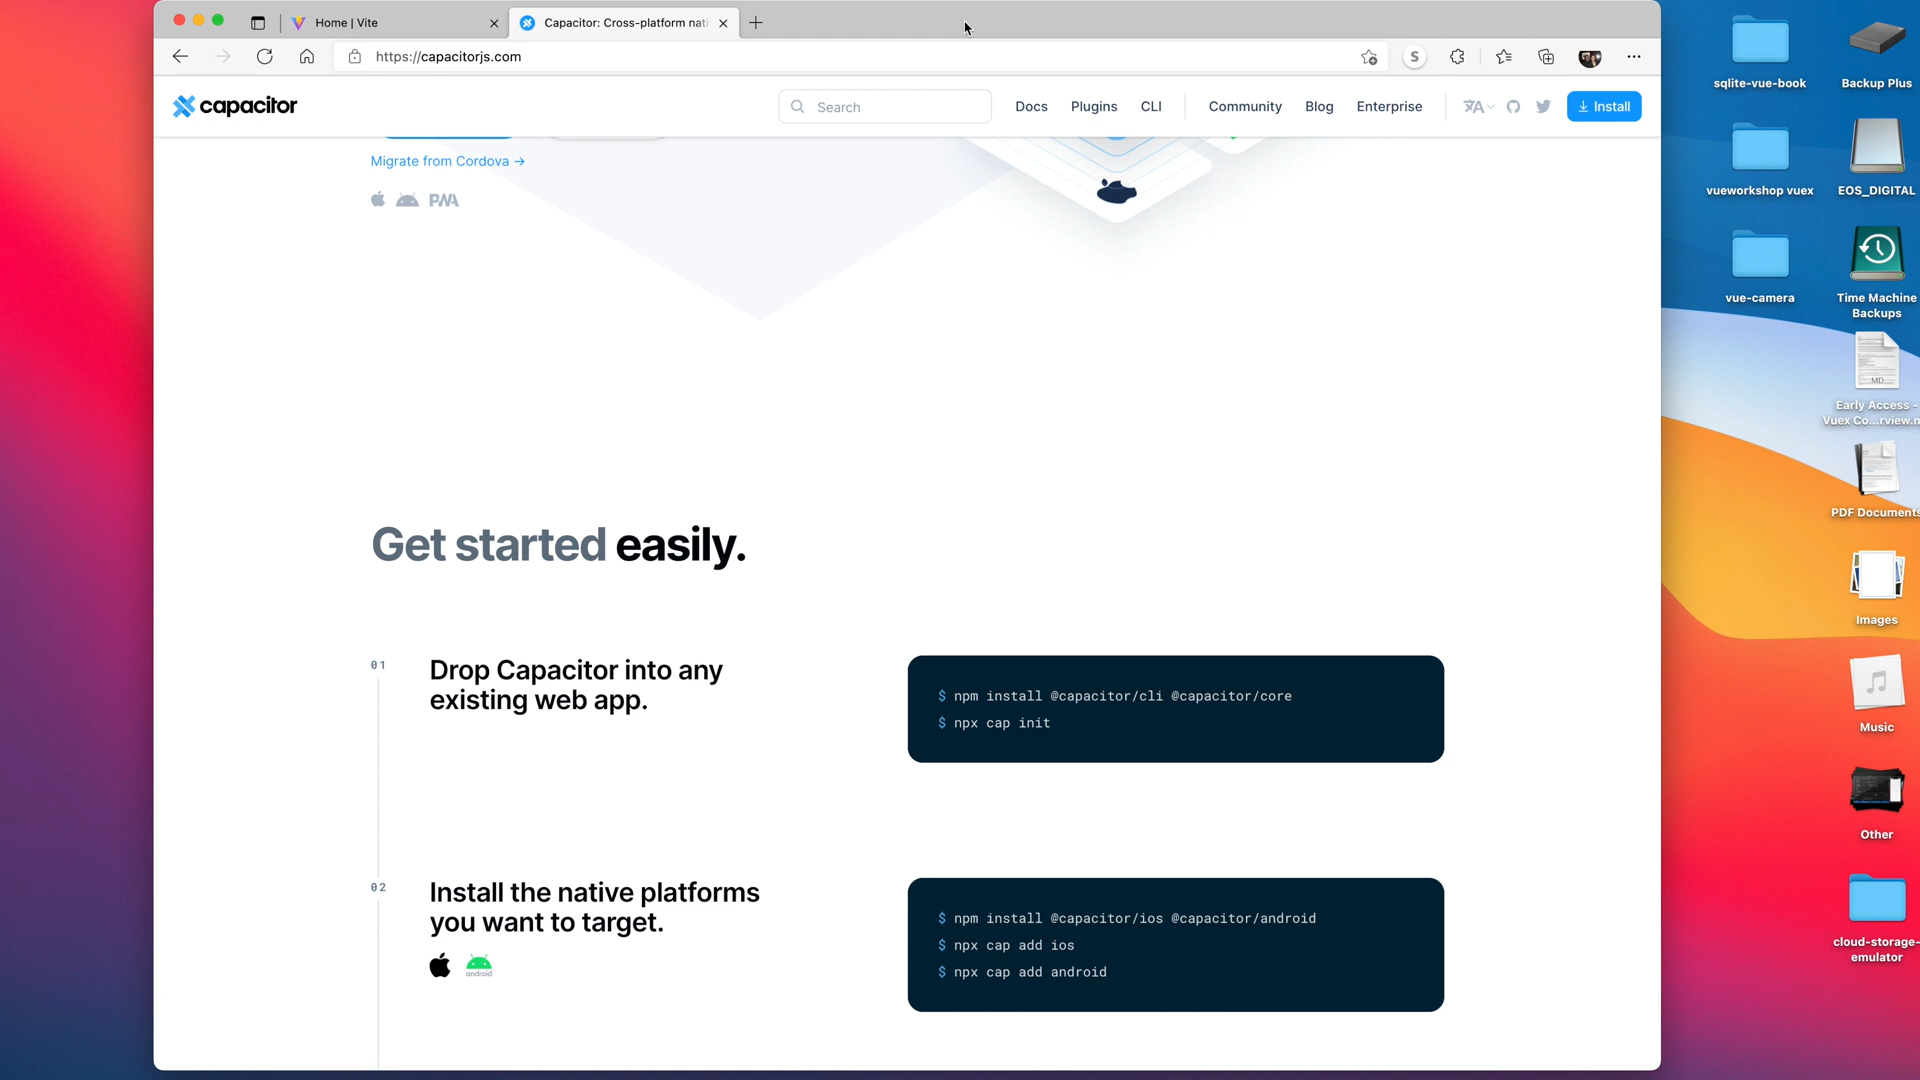 Home | Vite
Capacitor: Cross-platform nati
https://capacitorjs.com
S
capacitor
Search
Docs
Plugins
CLI
Community
Blog
Enterprise
Install
Migrate from Cordova →
PWA
Get started easily.
01
Drop Capacitor into any
existing web app.
$ npm install @capacitor/cli @capacitor/core
$ npx cap init
02
Install the native platforms
you want to target.
android
$ npm install @capacitor/ios @capacitor/android
$ npx cap add ios
$ npx cap add android
sqlite-vue-book
Backup Plus
vueworkshop vuex
EOS_DIGITAL
vue-camera
Time Machine
Backups
MD
Early Access -
Vuex Co...rview.n
PDF Documents
Images
Music
Other
cloud-storage-
emulator